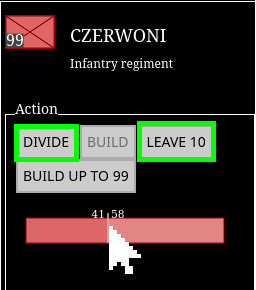 99
CZERWONI
Infantry regiment
Action
DIVIDE BUILD LEAVE 10
BUILD UP TO 99
41 58